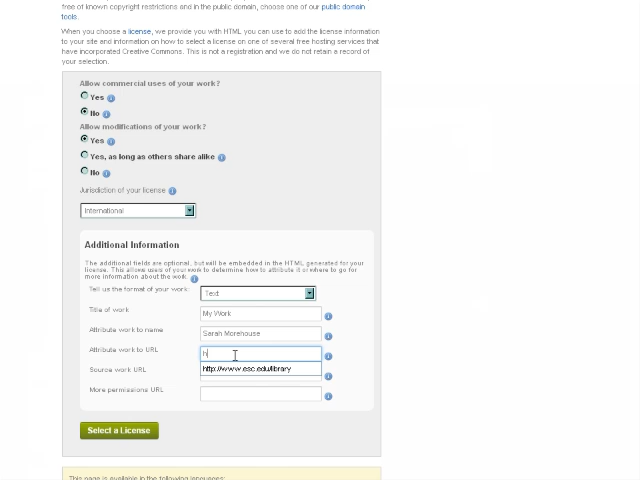 free of known copyright restrictions and in the public domain, choose one of our public domain
tools.
When you choose a license, we provide you with HTML you can use to add the license information
to your site and information on how to select a license on one of several free hosting services that
have incorporated Creative Commons. This is not a registration and we do not retain a record of
your selection.
Allow commercial uses of your work?
Yes
No
Allow modifications of your work?
Yes
Yes, as long as others share alike
No
Jurisdiction of your license
International
Additional Information
The additional fields are optional, but will be embedded in the HTML generated for your
license. This allows users of your work to determine how to attribute it or where to go for
more information about the work.
Tell us the format of your work:
Text
Title of work
My Work
Attribute work to name
Sarah Morehouse
Attribute work to URL
h
http://www.esc.edu/library
Source work URL
More permissions URL
Select a License
This page is available in the following languages: